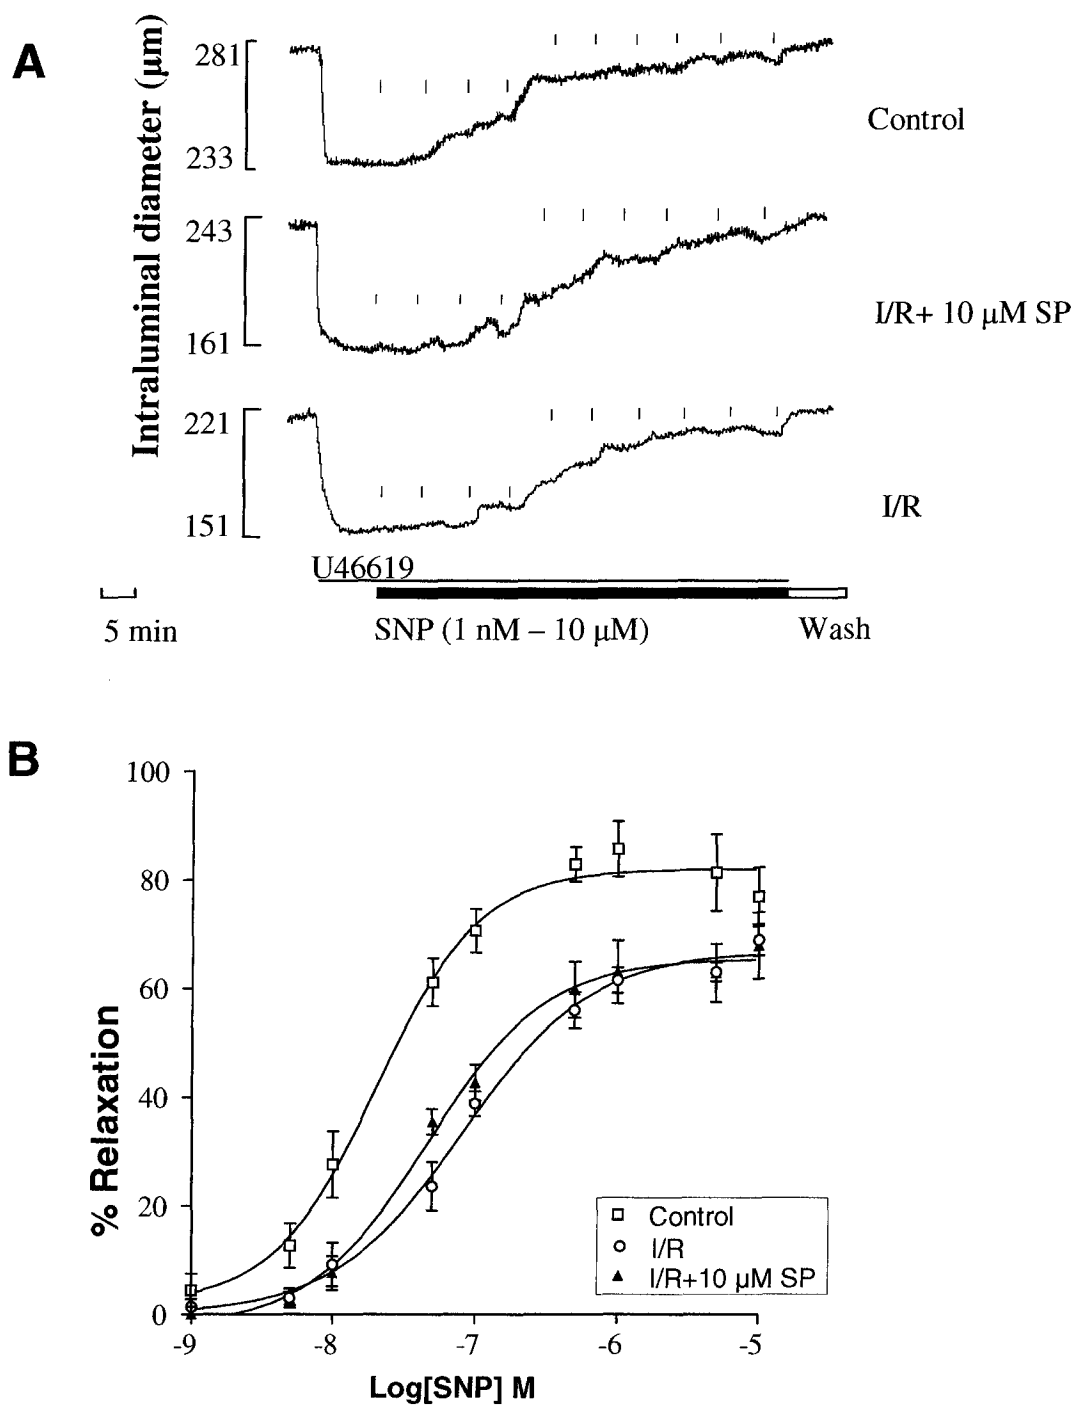 A
Intraluminal diameter (µm)
281
233
Control
243
161
I/R+ 10 µM SP
221
151
I/R
U46619
5 min
SNP (1 nM – 10 µM)
Wash
B
% Relaxation
100
80
60
40
20
0
-9
-8
-7
-6
-5
Log[SNP] M
Control
I/R
I/R+10 µM SP